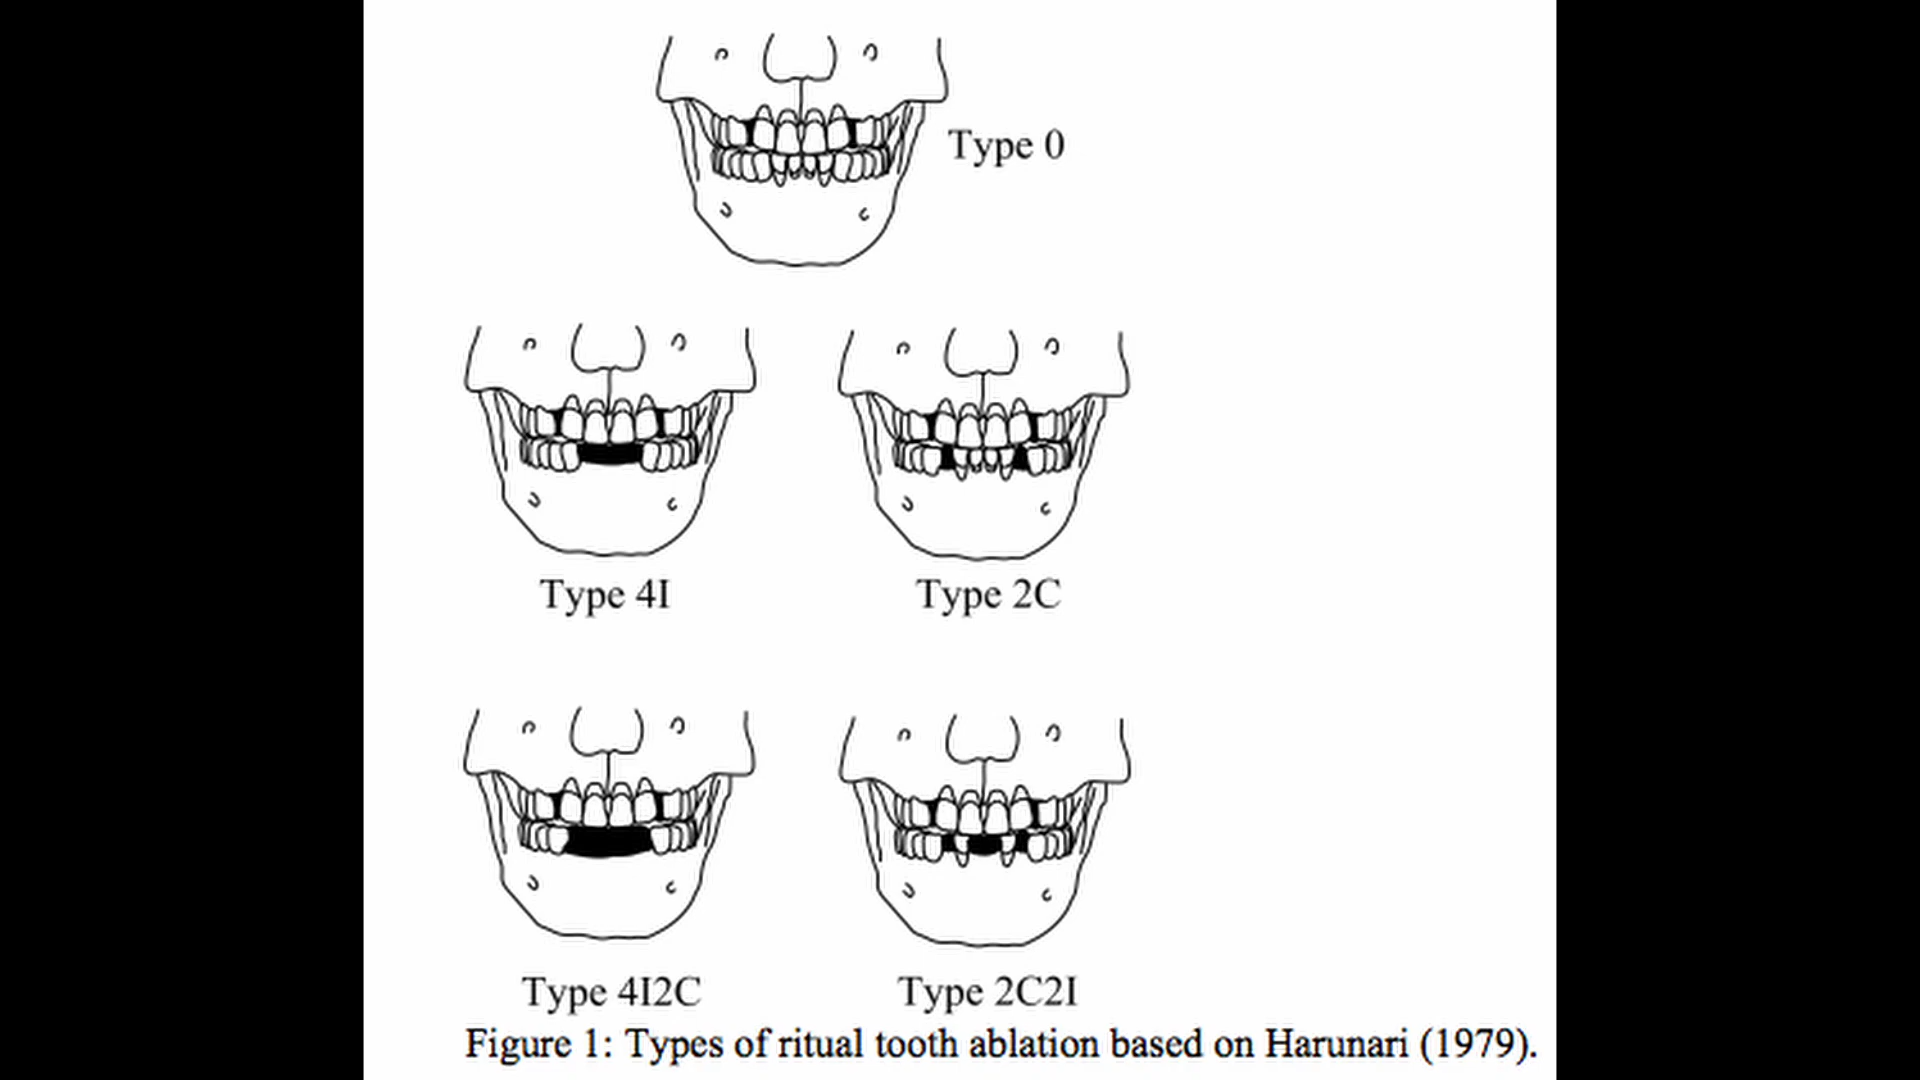 Type 0
Type 4I
Type 2C
Type 4I2C
Type 2C2I
Figure 1: Types of ritual tooth ablation based on Harunari (1979).